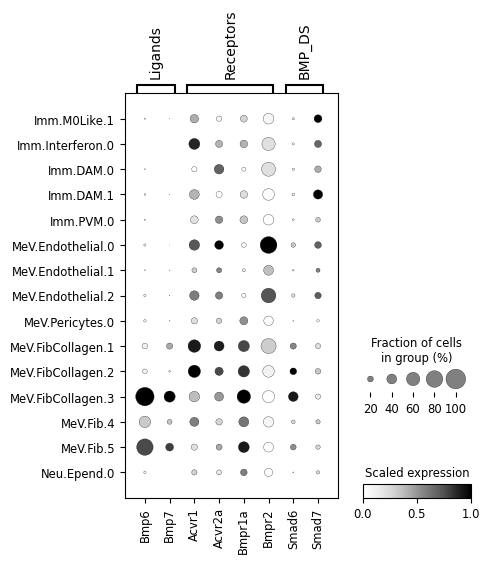 Ligands
Receptors
BMP_DS
Imm.M0Like.1
Imm.Interferon.0
Imm.DAM.0
Imm.DAM.1
Imm.PVM.0
MeV.Endothelial.0
MeV.Endothelial.1
MeV.Endothelial.2
MeV.Pericytes.0
MeV.FibCollagen.1
MeV.FibCollagen.2
MeV.FibCollagen.3
MeV.Fib.4
MeV.Fib.5
Neu.Epend.0
Bmp6
Bmp7
Acvr1
Acvr2a
Bmpr1a
Bmpr2
Smad6
Smad7
Fraction of cells
in group (%)
20 40 60 80 100
Scaled expression
0.0 0.5 1.0